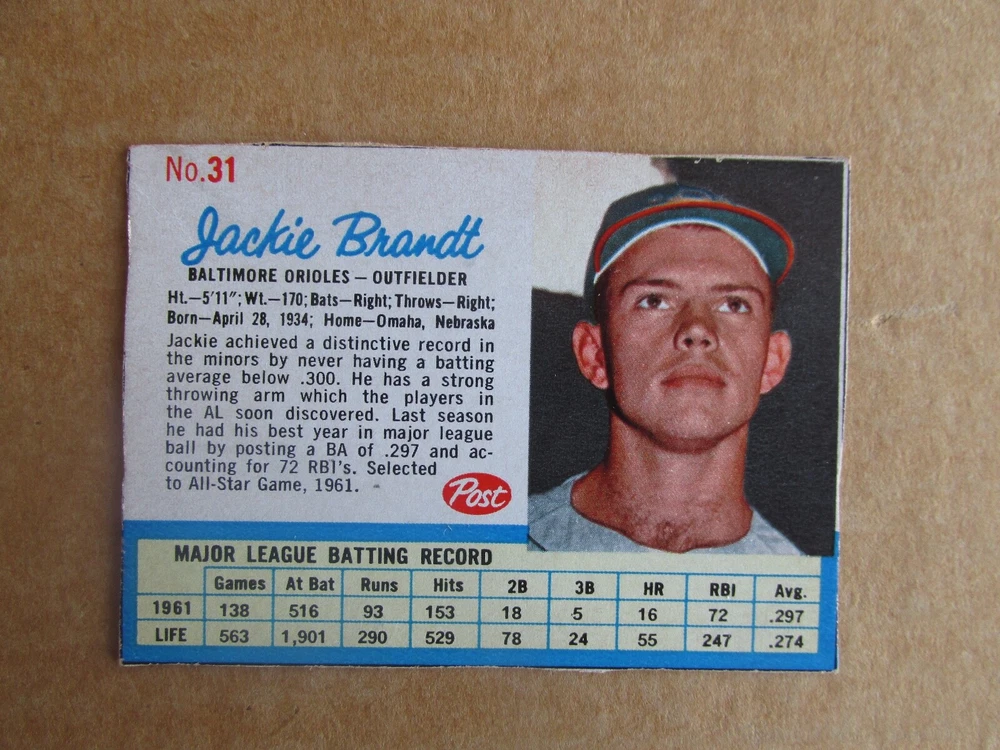 No.31
Jackie Brandt
BALTIMORE ORIOLES — OUTFIELDER
Ht.—5'11"; Wt.—170; Bats—Right; Throws—Right;
Born—April 28, 1934; Home—Omaha, Nebraska
Jackie achieved a distinctive record in
the minors by never having a batting
average below .300. He has a strong
throwing arm which the players in
the AL soon discovered. Last season
he had his best year in major league
ball by posting a BA of .297 and ac-
counting for 72 RBI's. Selected
to All-Star Game, 1961.
Post
MAJOR LEAGUE BATTING RECORD
Games At Bat Runs Hits 2B 3B HR RBI Avg.
1961 138 516 93 153 18 5 16 72 .297
LIFE 563 1,901 290 529 78 24 55 247 .274